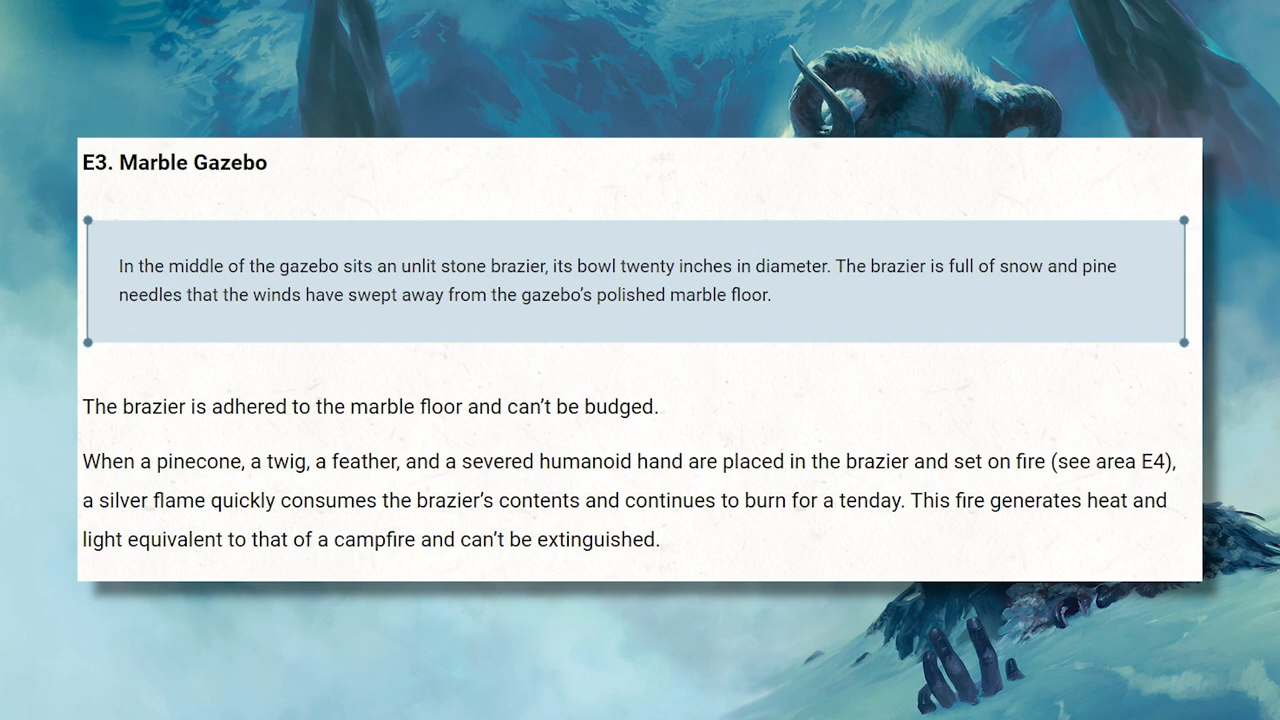 E3. Marble Gazebo
In the middle of the gazebo sits an unlit stone brazier, its bowl twenty inches in diameter. The brazier is full of snow and pine
needles that the winds have swept away from the gazebo’s polished marble floor.
The brazier is adhered to the marble floor and can’t be budged.
When a pinecone, a twig, a feather, and a severed humanoid hand are placed in the brazier and set on fire (see area E4),
a silver flame quickly consumes the brazier’s contents and continues to burn for a tenday. This fire generates heat and
light equivalent to that of a campfire and can’t be extinguished.